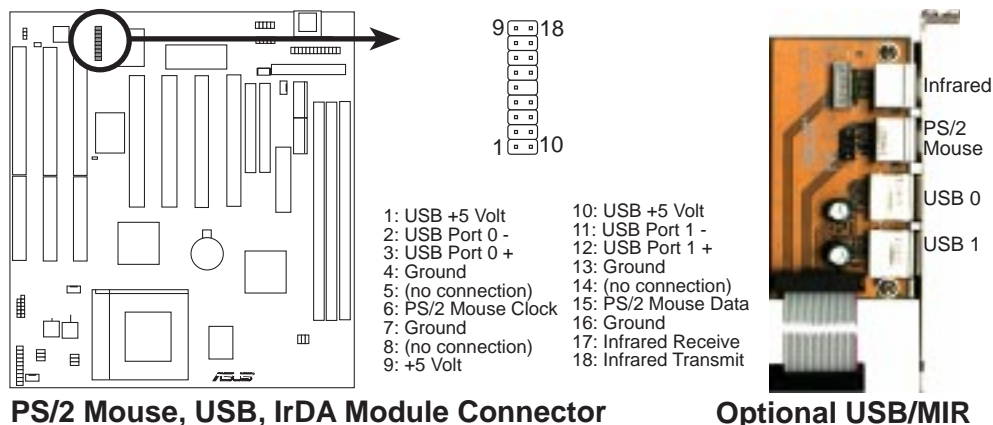 9 18
1 10
1: USB +5 Volt
2: USB Port 0 -
3: USB Port 0 +
4: Ground
5: (no connection)
6: PS/2 Mouse Clock
7: Ground
8: (no connection)
9: +5 Volt
10: USB +5 Volt
11: USB Port 1 -
12: USB Port 1 +
13: Ground
14: (no connection)
15: PS/2 Mouse Data
16: Ground
17: Infrared Receive
18: Infrared Transmit
ASUS
Infrared
PS/2
Mouse
USB 0
USB 1
PS/2 Mouse, USB, IrDA Module Connector
Optional USB/MIR